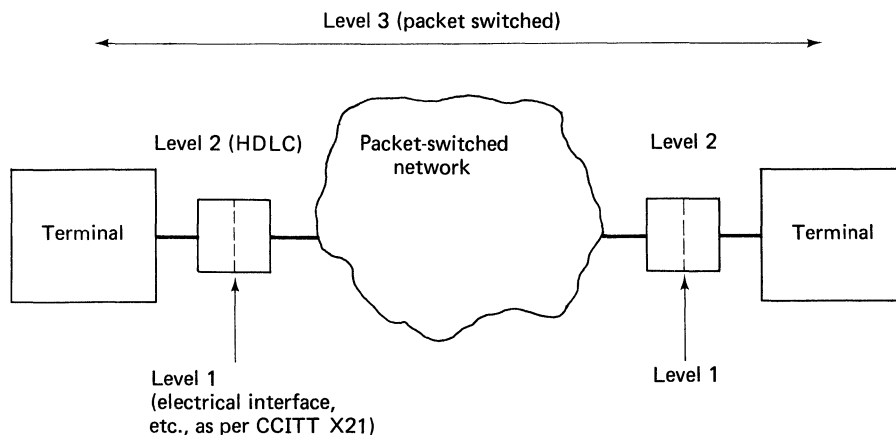 Level 3 (packet switched)
Level 2 (HDLC)
Packet-switched
network
Level 2
Terminal
Terminal
Level 1
(electrical interface,
etc., as per CCITT X21)
Level 1